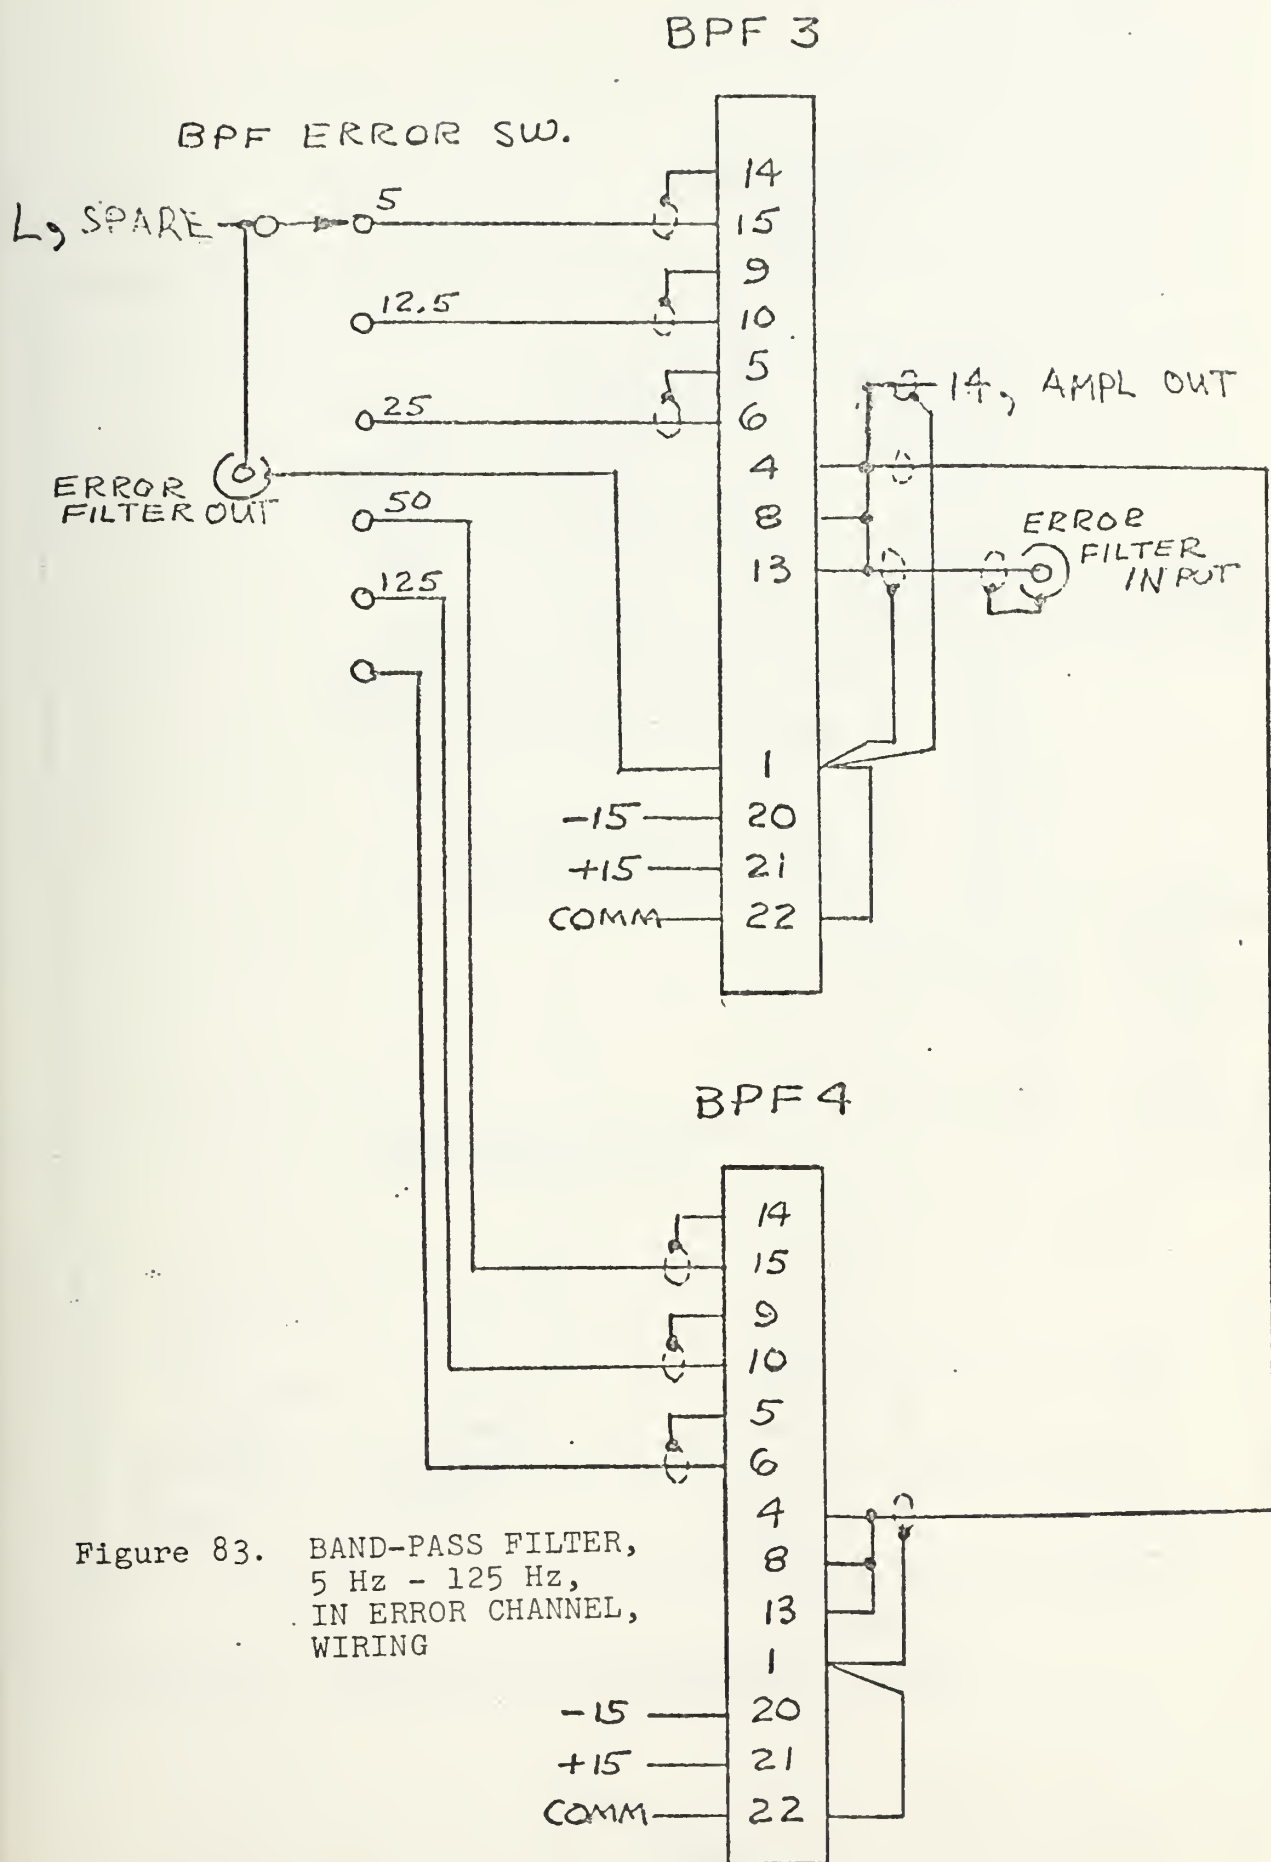 BPF 3
BPF ERROR SW.
L, SPARE
5
12.5
25
ERROR
FILTER OUT
50
125
14
15
9
10
5
6
4
8
13
1
20
21
22
-15
+15
COMM
14, AMPL OUT
ERROR
FILTER
INPUT
BPF 4
14
15
9
10
5
6
4
8
13
1
20
21
22
-15
+15
COMM
Figure 83. BAND-PASS FILTER,
5 Hz - 125 Hz,
IN ERROR CHANNEL,
WIRING